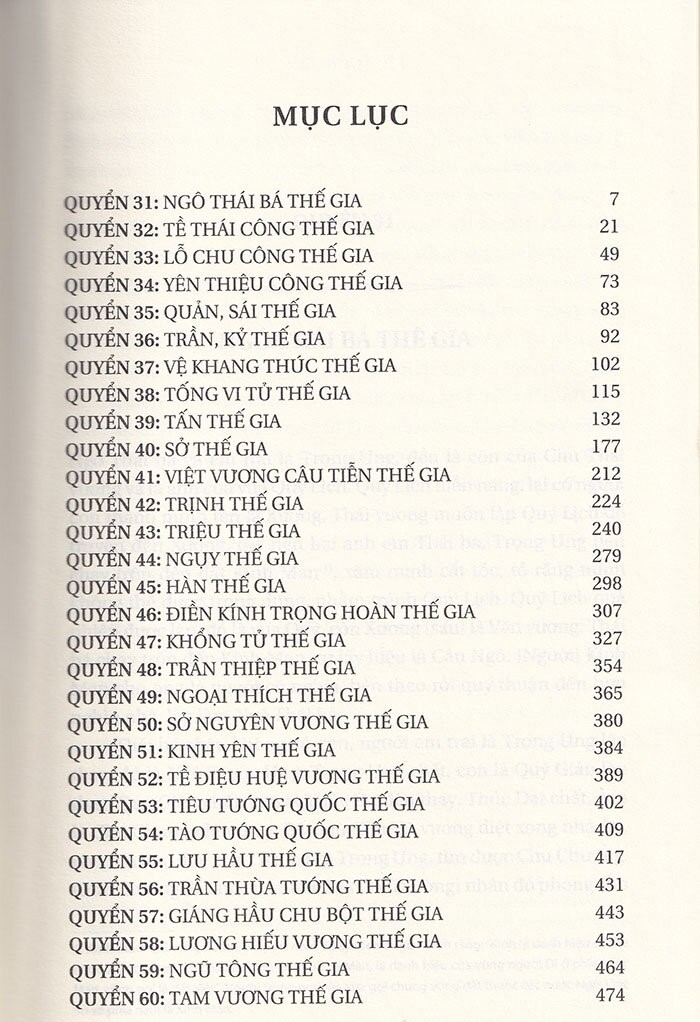 MỤC LỤC
QUYỂN 31: NGÔ THÁI BÁ THẾ GIA 7
QUYỂN 32: TỀ THÁI CÔNG THẾ GIA 21
QUYỂN 33: LỖ CHU CÔNG THẾ GIA 49
QUYỂN 34: YÊN THIỆU CÔNG THẾ GIA 73
QUYỂN 35: QUẢN, SÁI THẾ GIA 83
QUYỂN 36: TRẦN, KỶ THẾ GIA 92
QUYỂN 37: VỆ KHANG THÚC THẾ GIA 102
QUYỂN 38: TỐNG VI TỬ THẾ GIA 115
QUYỂN 39: TẤN THẾ GIA 132
QUYỂN 40: SỞ THẾ GIA 177
QUYỂN 41: VIỆT VƯƠNG CÂU TIỄN THẾ GIA 212
QUYỂN 42: TRỊNH THẾ GIA 224
QUYỂN 43: TRIỆU THẾ GIA 240
QUYỂN 44: NGỤY THẾ GIA 279
QUYỂN 45: HÀN THẾ GIA 298
QUYỂN 46: ĐIỀN KÍNH TRỌNG HOÀN THẾ GIA 307
QUYỂN 47: KHỔNG TỬ THẾ GIA 327
QUYỂN 48: TRẦN THIỆP THẾ GIA 354
QUYỂN 49: NGOẠI THÍCH THẾ GIA 365
QUYỂN 50: SỞ NGUYÊN VƯƠNG THẾ GIA 380
QUYỂN 51: KINH YÊN THẾ GIA 384
QUYỂN 52: TỀ ĐIỆU HUỆ VƯƠNG THẾ GIA 389
QUYỂN 53: TIÊU TƯỚNG QUỐC THẾ GIA 402
QUYỂN 54: TÀO TƯỚNG QUỐC THẾ GIA 409
QUYỂN 55: LƯU HẦU THẾ GIA 417
QUYỂN 56: TRẦN THỪA TƯỚNG THẾ GIA 431
QUYỂN 57: GIÁNG HẦU CHU BỘT THẾ GIA 443
QUYỂN 58: LƯƠNG HIẾU VƯƠNG THẾ GIA 453
QUYỂN 59: NGŨ TÔNG THẾ GIA 464
QUYỂN 60: TAM VƯƠNG THẾ GIA 474